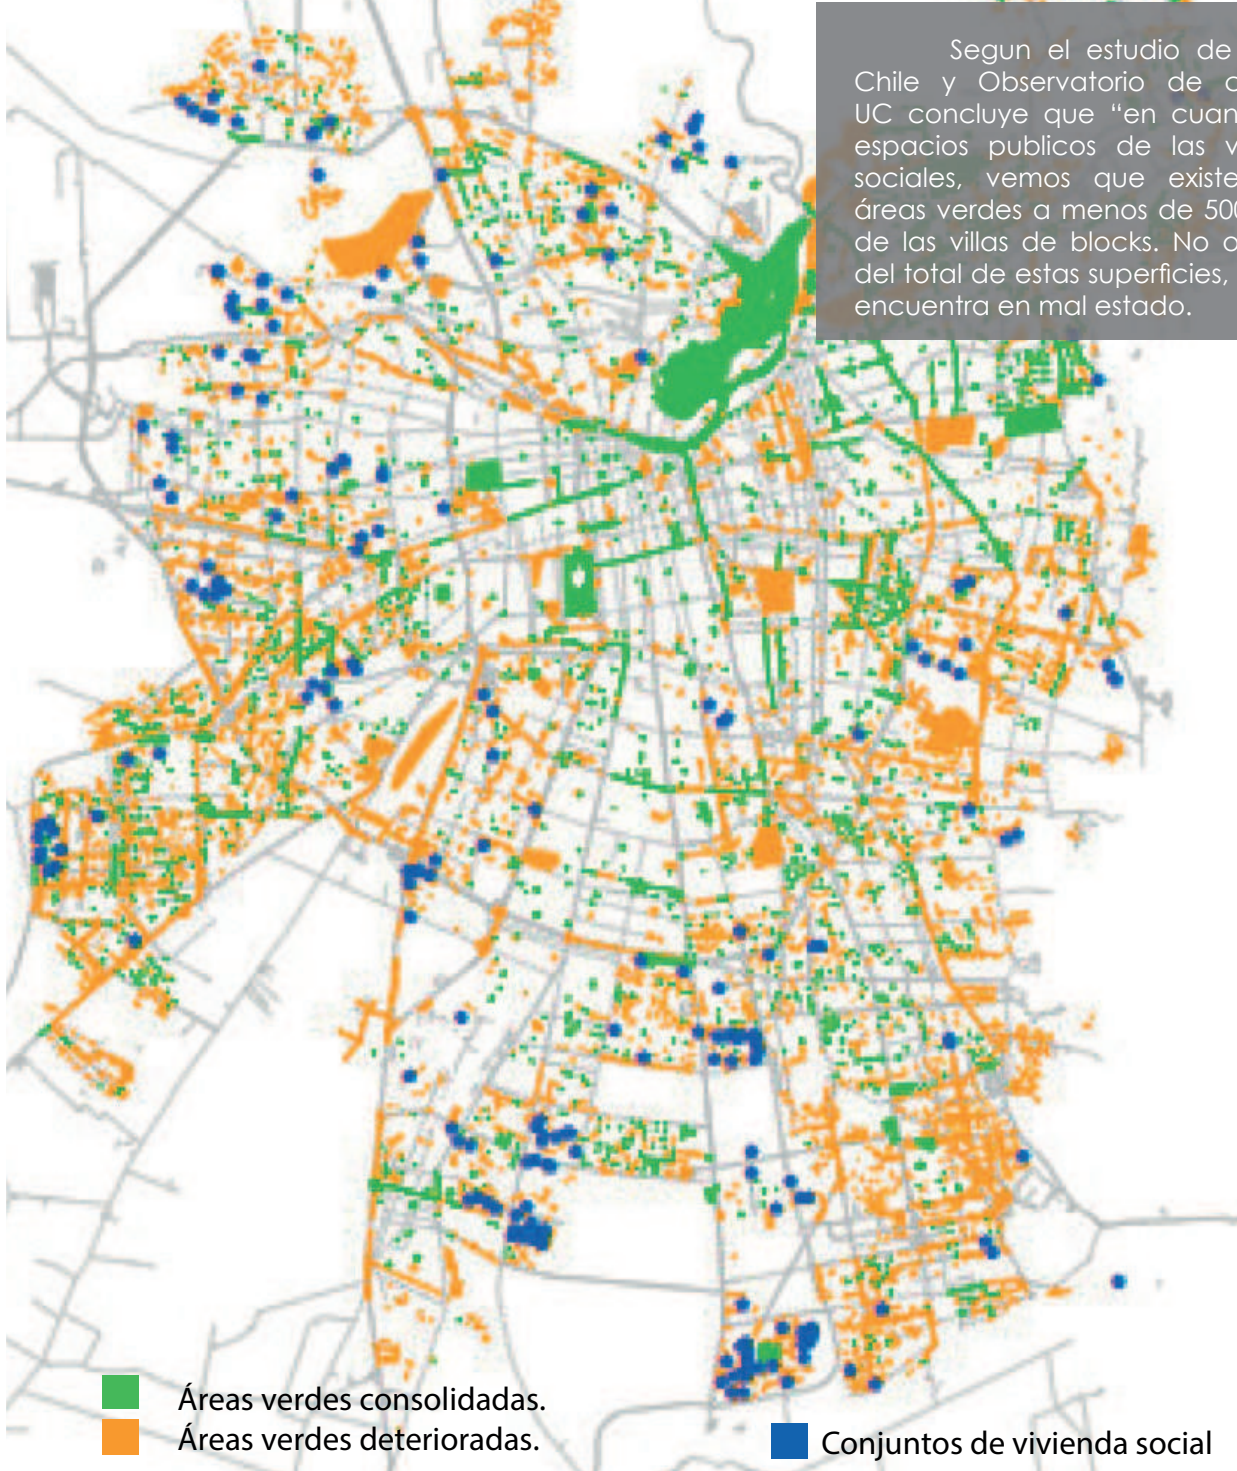 Segun el estudio de
Chile y Observatorio de
UC concluye que “en
espacios publicos de las
sociales, vemos que existe
áreas verdes a menos de
de las villas de blocks. No
del total de estas superficies,
encuentra en mal estado.
Áreas verdes consolidadas.
Áreas verdes deterioradas.
Conjuntos de vivienda social